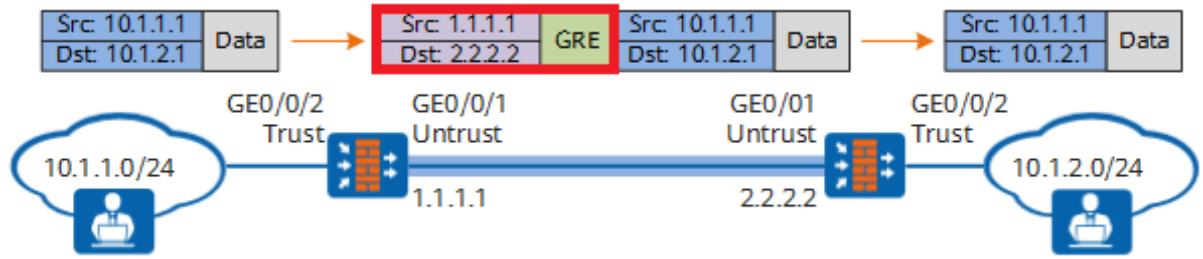 Src: 10.1.1.1
Dst: 10.1.2.1
Data
Src: 1.1.1.1
Dst: 2.2.2.2
GRE
Src: 10.1.1.1
Dst: 10.1.2.1
Data
Src: 10.1.1.1
Dst: 10.1.2.1
Data
GE0/0/2
Trust
GE0/0/1
Untrust
GE0/01
Untrust
GE0/0/2
Trust
10.1.1.0/24
1.1.1.1
2.2.2.2
10.1.2.0/24